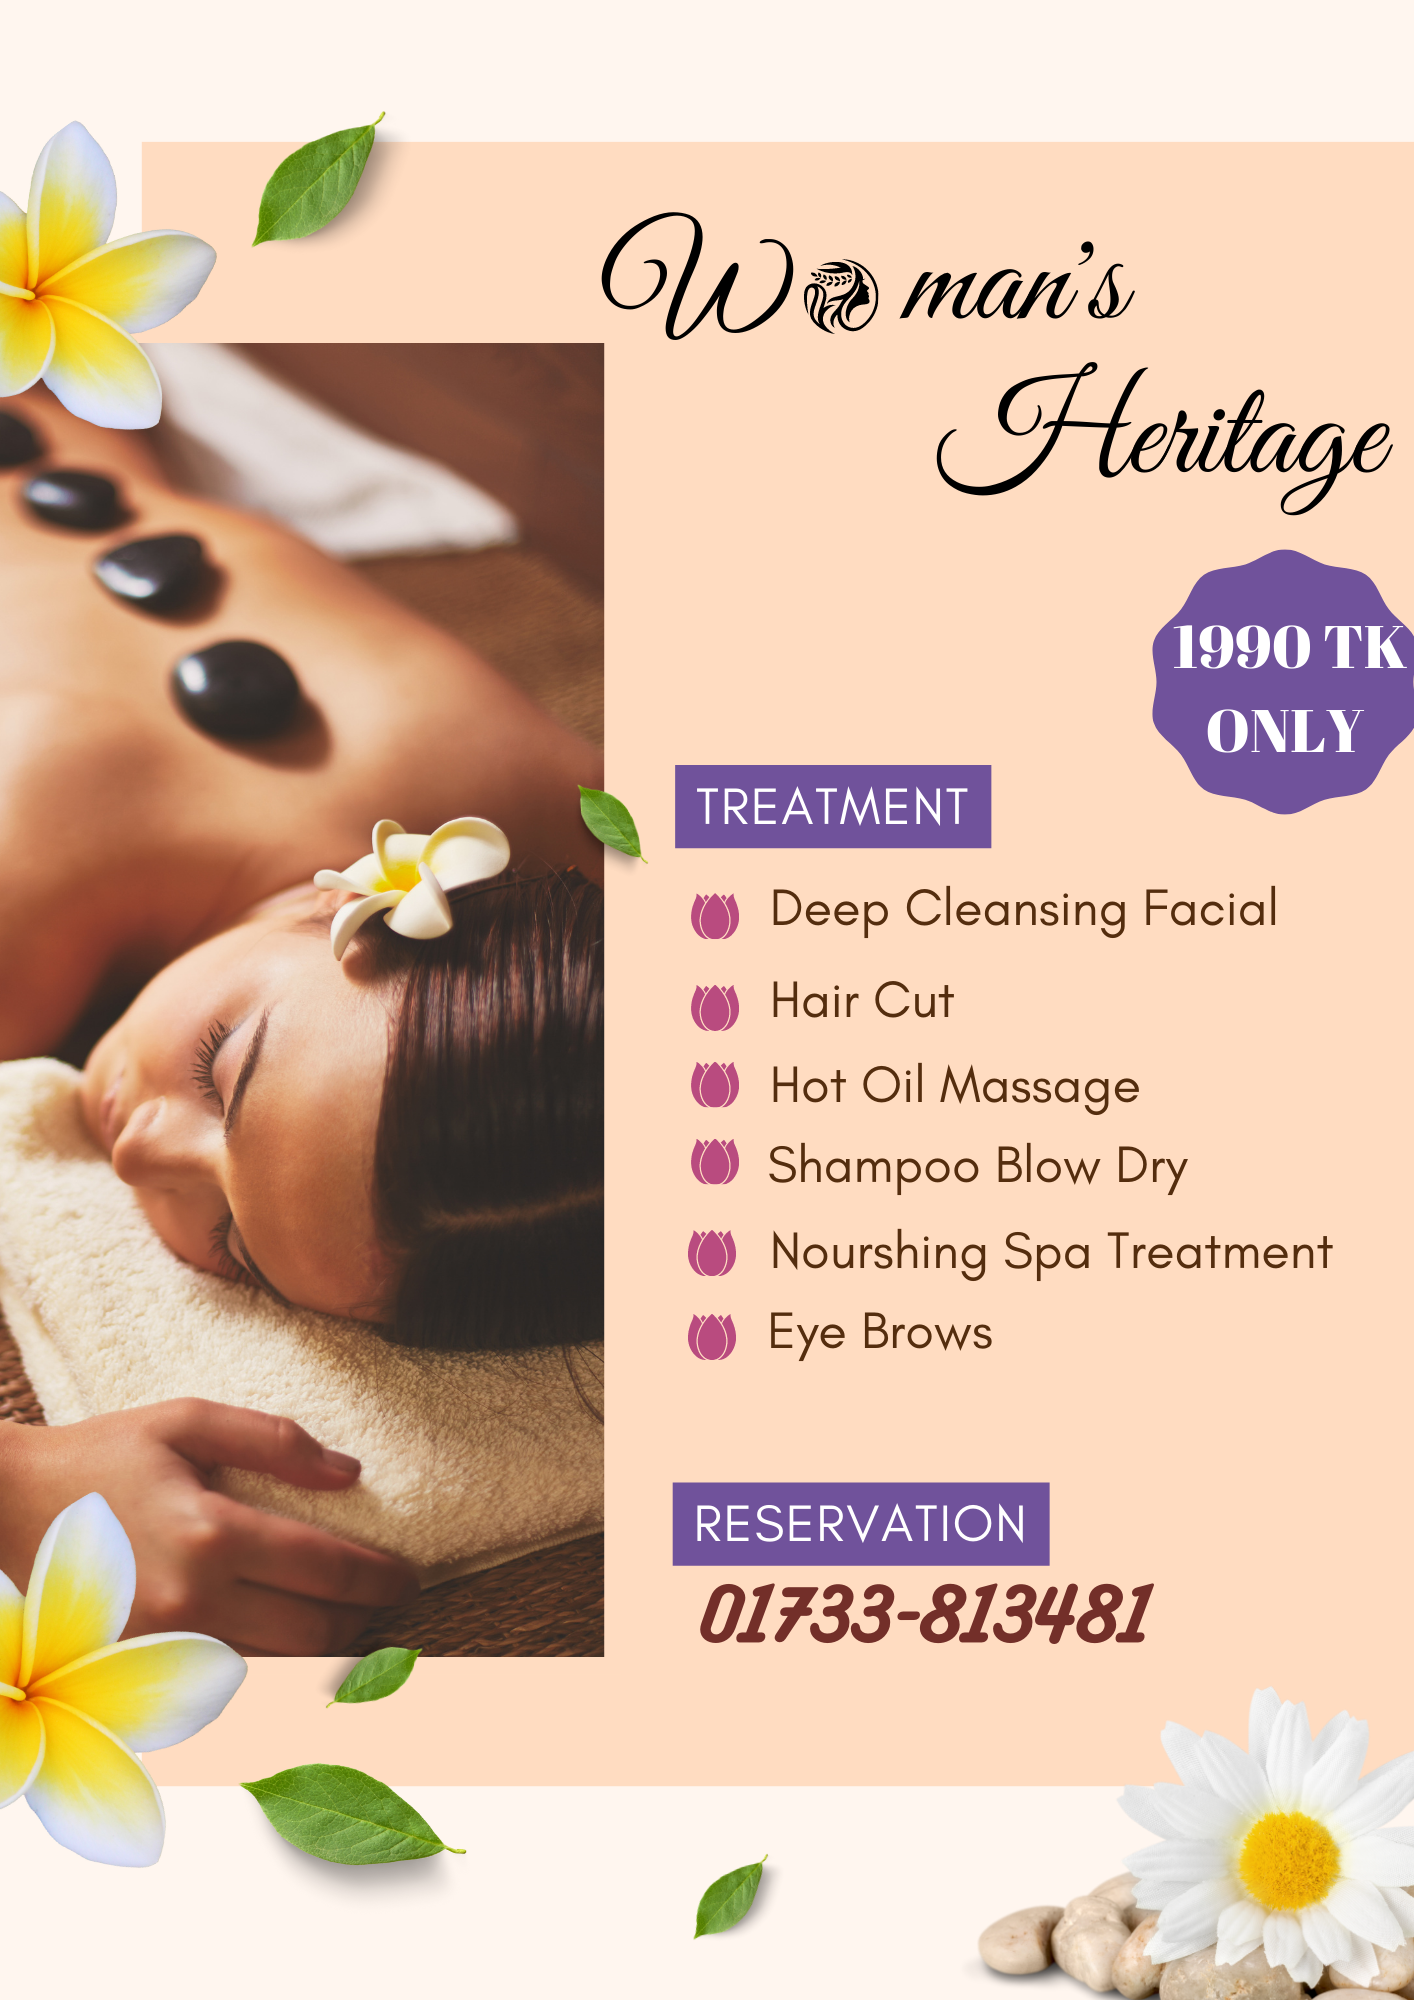 Woman's
Heritage
1990 TK
ONLY
TREATMENT
Deep Cleansing Facial
Hair Cut
Hot Oil Massage
Shampoo Blow Dry
Nourshing Spa Treatment
Eye Brows
RESERVATION
01733-813481